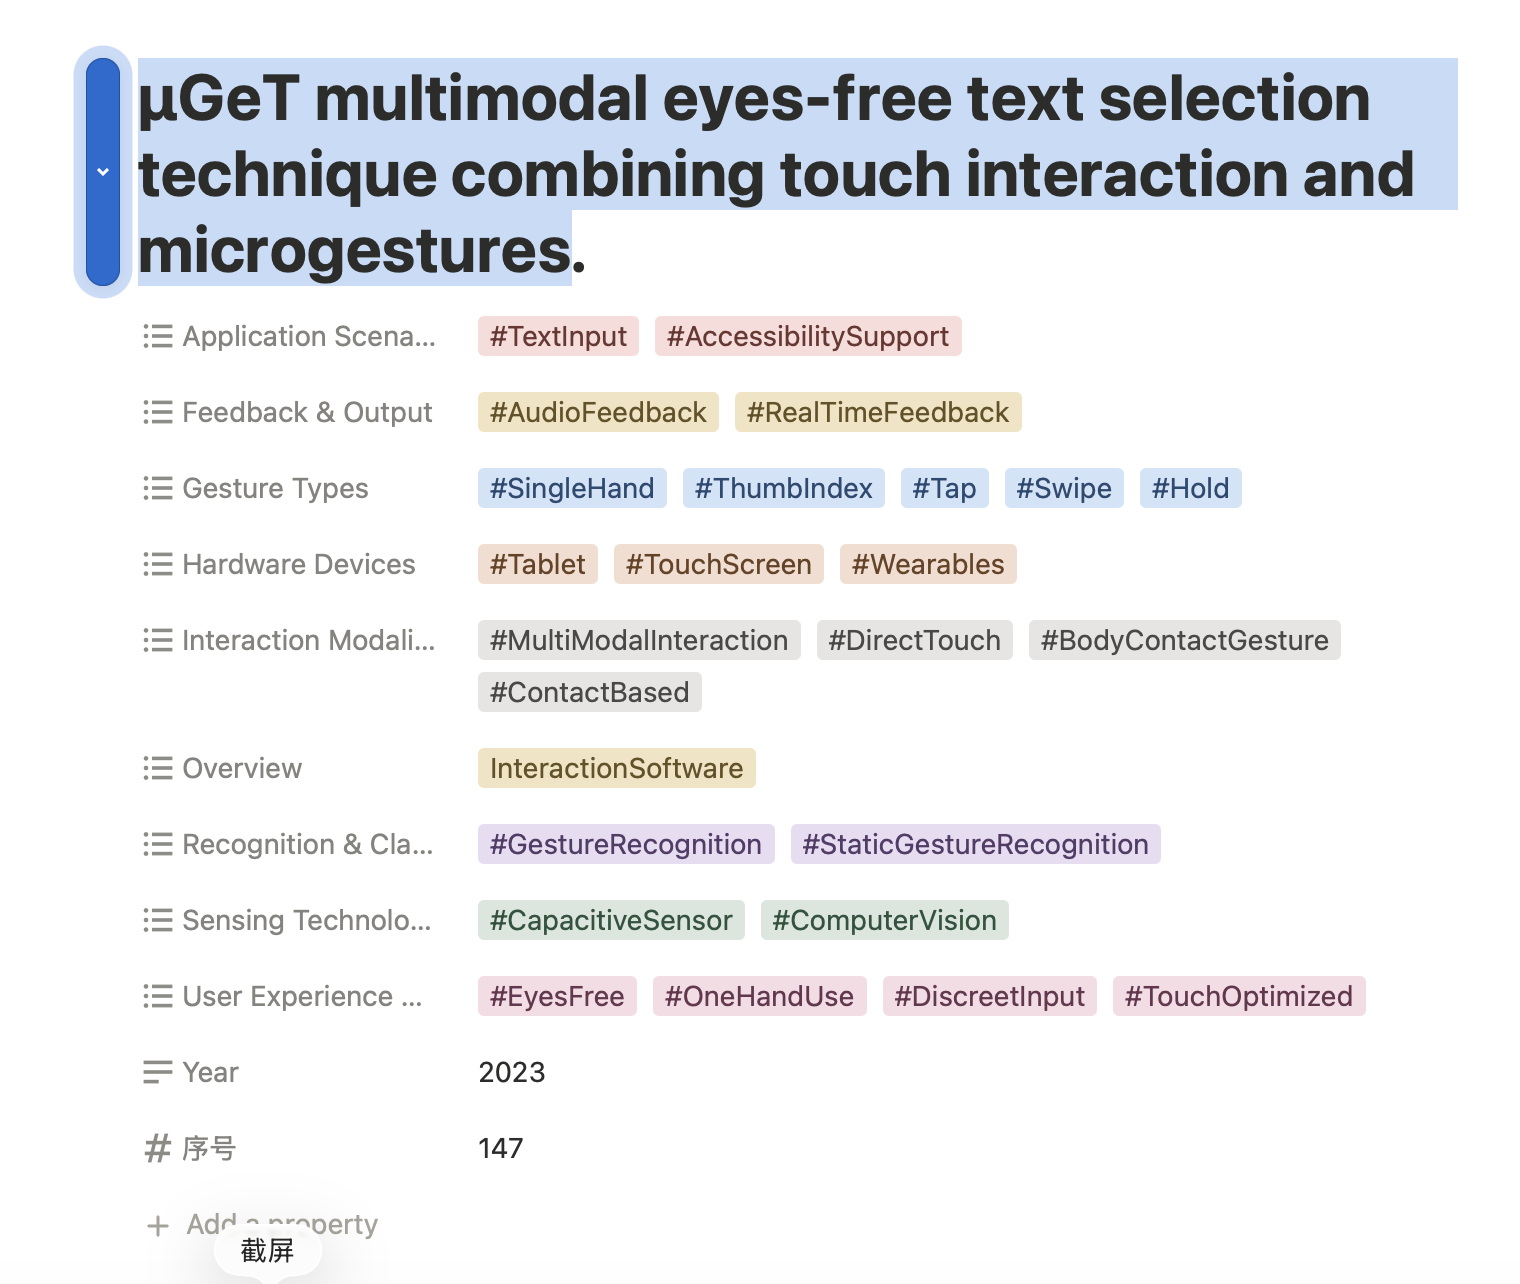 µGeT multimodal eyes-free text selection
technique combining touch interaction and
microgestures.
Application Scena... #TextInput #AccessibilitySupport
Feedback & Output #AudioFeedback #RealTimeFeedback
Gesture Types #SingleHand #ThumbIndex #Tap #Swipe #Hold
Hardware Devices #Tablet #TouchScreen #Wearables
Interaction Modali... #MultiModalInteraction #DirectTouch #BodyContactGesture
#ContactBased
Overview InteractionSoftware
Recognition & Cla... #GestureRecognition #StaticGestureRecognition
Sensing Technolo... #CapacitiveSensor #ComputerVision
User Experience ... #EyesFree #OneHandUse #DiscreetInput #TouchOptimized
Year 2023
序号 147
Add a property
截屏